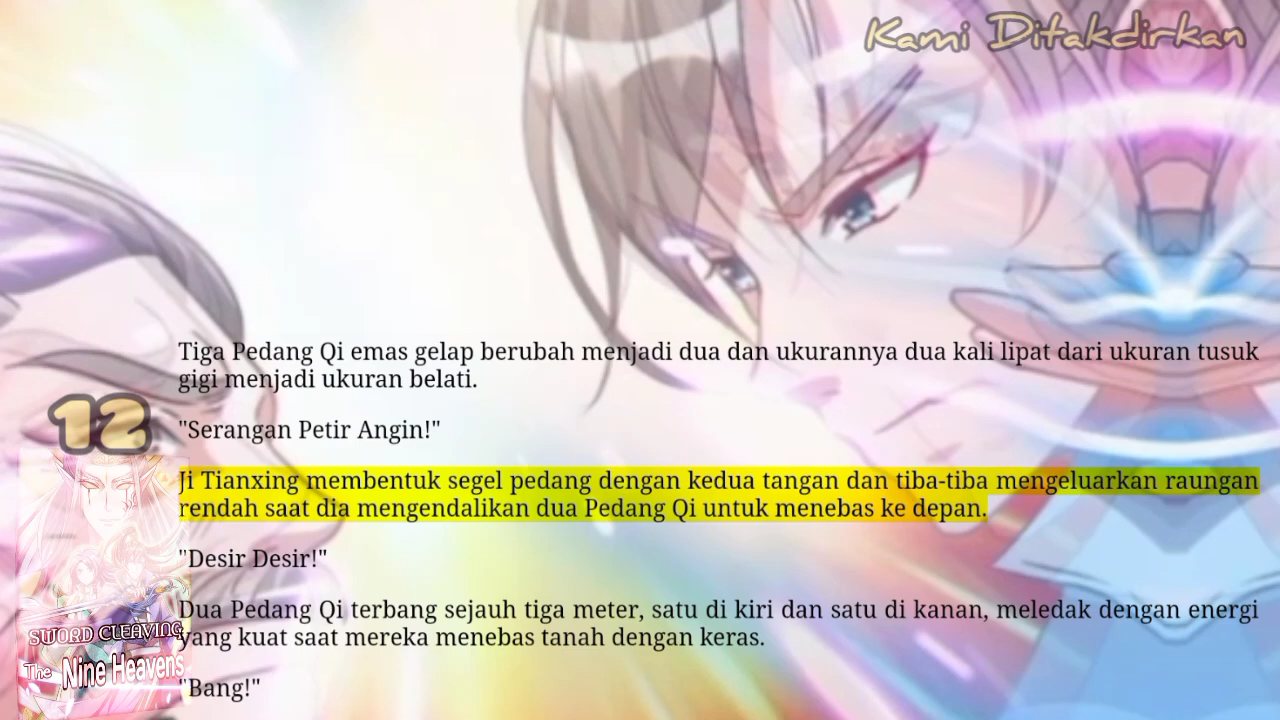 Kami Ditakdirkan
Tiga Pedang Qi emas gelap berubah menjadi dua dan ukurannya dua kali lipat dari ukuran tusuk
gigi menjadi ukuran belati.
12
"Serangan Petir Angin!"
Ji Tianxing membentuk segel pedang dengan kedua tangan dan tiba-tiba mengeluarkan raungan
rendah saat dia mengendalikan dua Pedang Qi untuk menebas ke depan.
"Desir Desir!"
Dua Pedang Qi terbang sejauh tiga meter, satu di kiri dan satu di kanan, meledak dengan energi
yang kuat saat mereka menebas tanah dengan keras.
SWORD CLEAVING
The Nine Heavens
"Bang!"